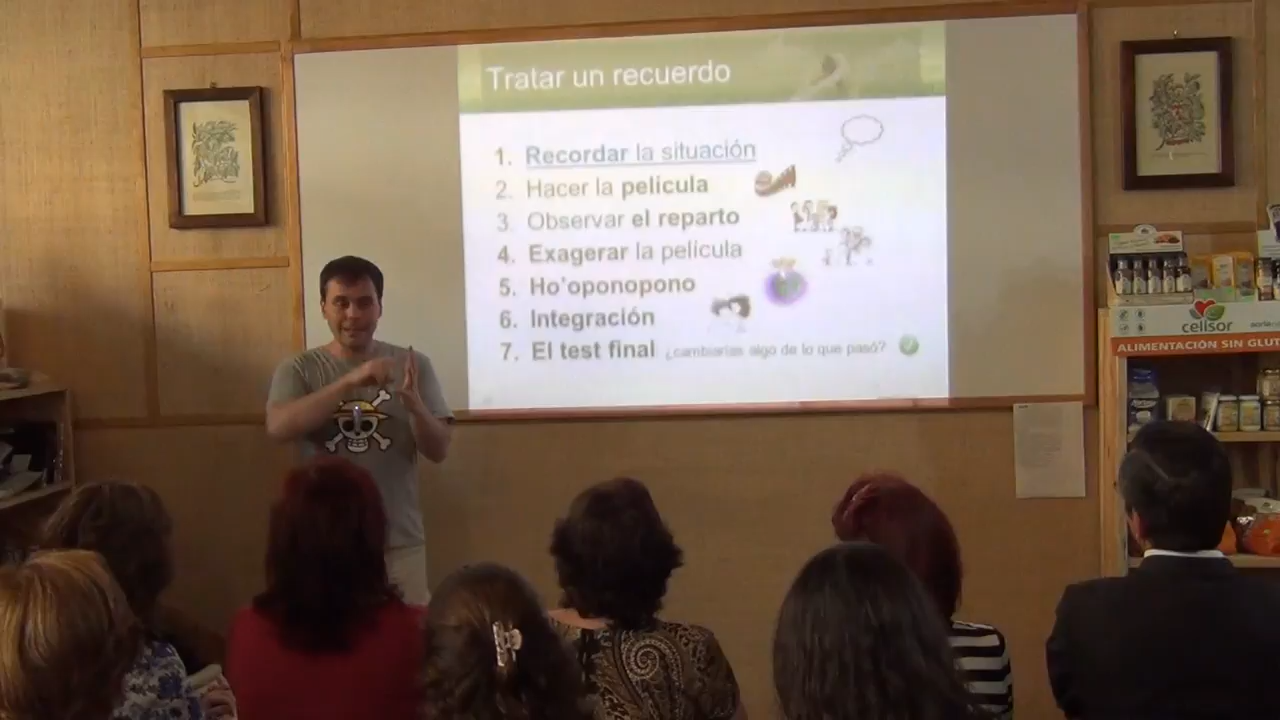 Tratar un recuerdo
1. Recordar la situación
2. Hacer la película
3. Observar el reparto
4. Exagerar la película
5. Ho'oponopono
6. Integración
7. El test final ¿cambiarías algo de lo que pasó?
celisor
ALIMENTACIÓN SIN GLUT